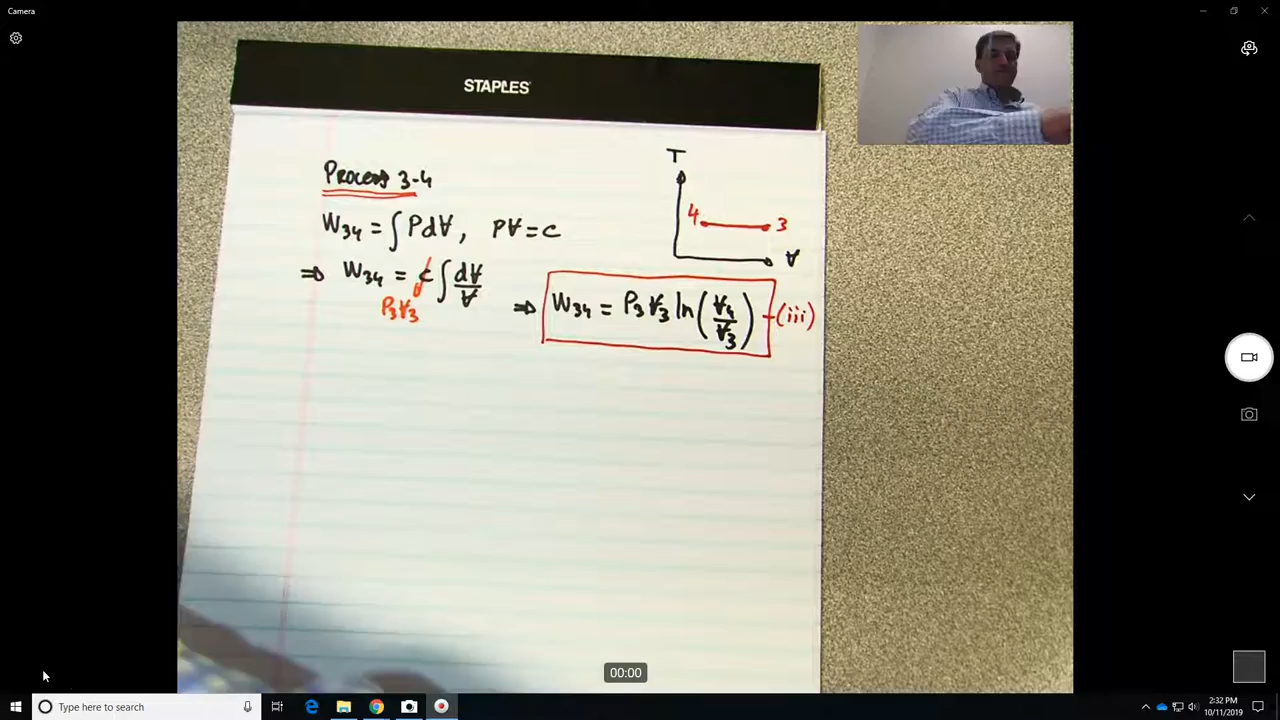 Camera
STAPLES
Process 3-4
W34 = ∫ PdV, PV = c
⇒ W34 = c ∫ dV/V
P3V3
⇒ W34 = P3V3 ln(V4/V3) - (iii)
T
4 3
V
00:00
Type here to search
2:32 PM
10/11/2019